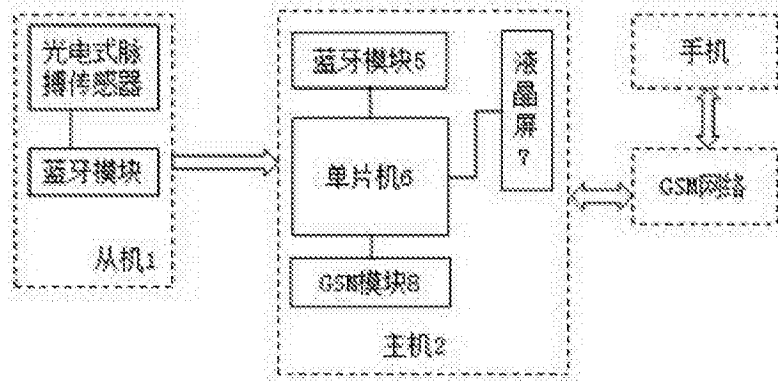 光电式脉
搏传感器
蓝牙模块
从机1
蓝牙模块5
单片机6
GSM模块8
液
晶
屏
7
主机2
手机
GSM网络